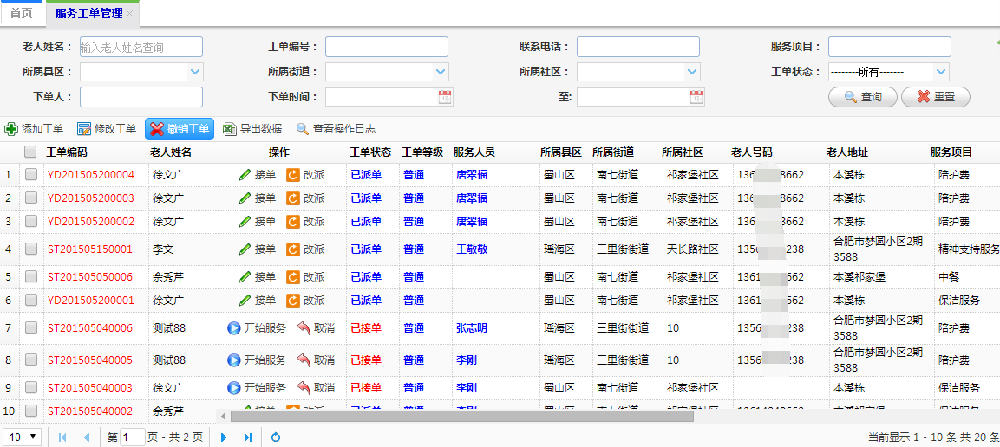 首页 服务工单管理
老人姓名： 输入老人姓名查询 工单编号： 联系电话： 服务项目：
所属县区： 所属街道： 所属社区： 工单状态： --------所有-------
下单人： 下单时间： 至: 查询 重置
添加工单 修改工单 撤销工单 导出数据 查看操作日志
工单编码 老人姓名 操作 工单状态 工单等级 服务人员 所属县区 所属街道 所属社区 老人号码 老人地址 服务项目
1 YD201505200004 徐文广 接单 改派 已派单 普通 唐翠福 蜀山区 南七街道 祁家堡社区 136 8662 本溪栋 陪护费
2 YD201505200003 徐文广 接单 改派 已派单 普通 唐翠福 蜀山区 南七街道 祁家堡社区 1361 8662 本溪栋 陪护费
3 YD201505200002 徐文广 接单 改派 已派单 普通 唐翠福 蜀山区 南七街道 祁家堡社区 1361 8662 本溪栋 陪护费
4 ST201505150001 李文 接单 改派 已派单 普通 王敬敬 瑶海区 三里街街道 天长路社区 1356 238 合肥市梦圆小区2期3588 精神支持服务
5 ST201505050006 余秀芹 接单 改派 已派单 普通 蜀山区 南七街道 祁家堡社区 1361 662 本溪祁家堡 中餐
6 YD201505200001 徐文广 接单 改派 已派单 普通 蜀山区 南七街道 祁家堡社区 1361 662 本溪栋 保洁服务
7 ST201505040006 测试88 开始服务 取消 已接单 普通 张志明 瑶海区 三里街街道 10 1356 238 合肥市梦圆小区2期3588 陪护费
8 ST201505040005 测试88 开始服务 取消 已接单 普通 李刚 瑶海区 三里街街道 10 1356 238 合肥市梦圆小区2期3588 陪护费
9 ST201505040003 徐文广 开始服务 取消 已接单 普通 李刚 蜀山区 南七街道 祁家堡社区 本溪栋 保洁服务
10 ST201505040002 余秀芹
10 第 1 页 - 共 2 页 当前显示 1 - 10 条 共 20 条